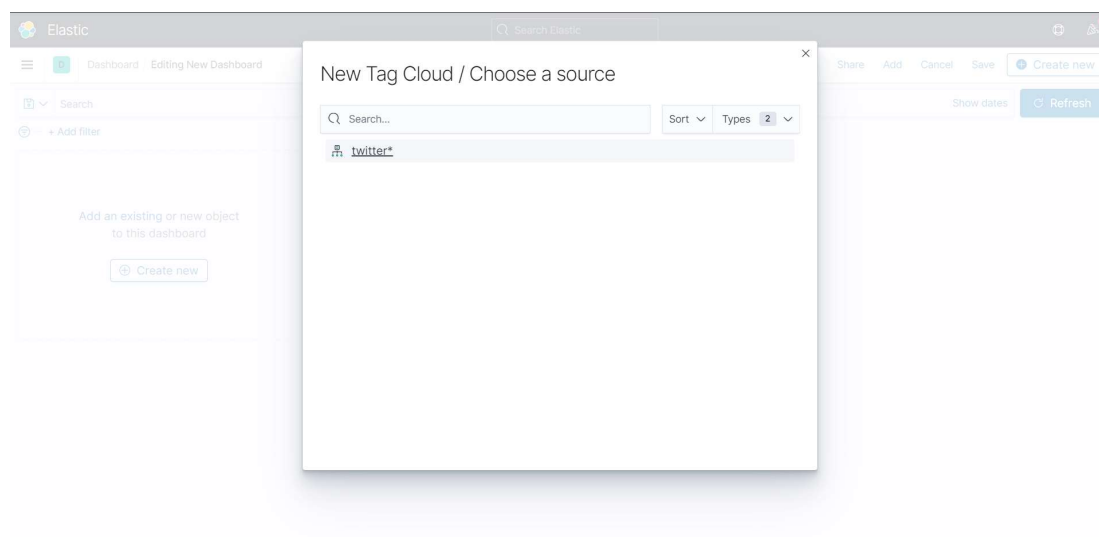 Elastic
Search Elastic
D Dashboard Editing New Dashboard
Share Add Cancel Save Create new
Search
Show dates Refresh
+ Add filter
New Tag Cloud / Choose a source
Search...
Sort
Types 2
twitter*
Add an existing or new object
to this dashboard
Create new